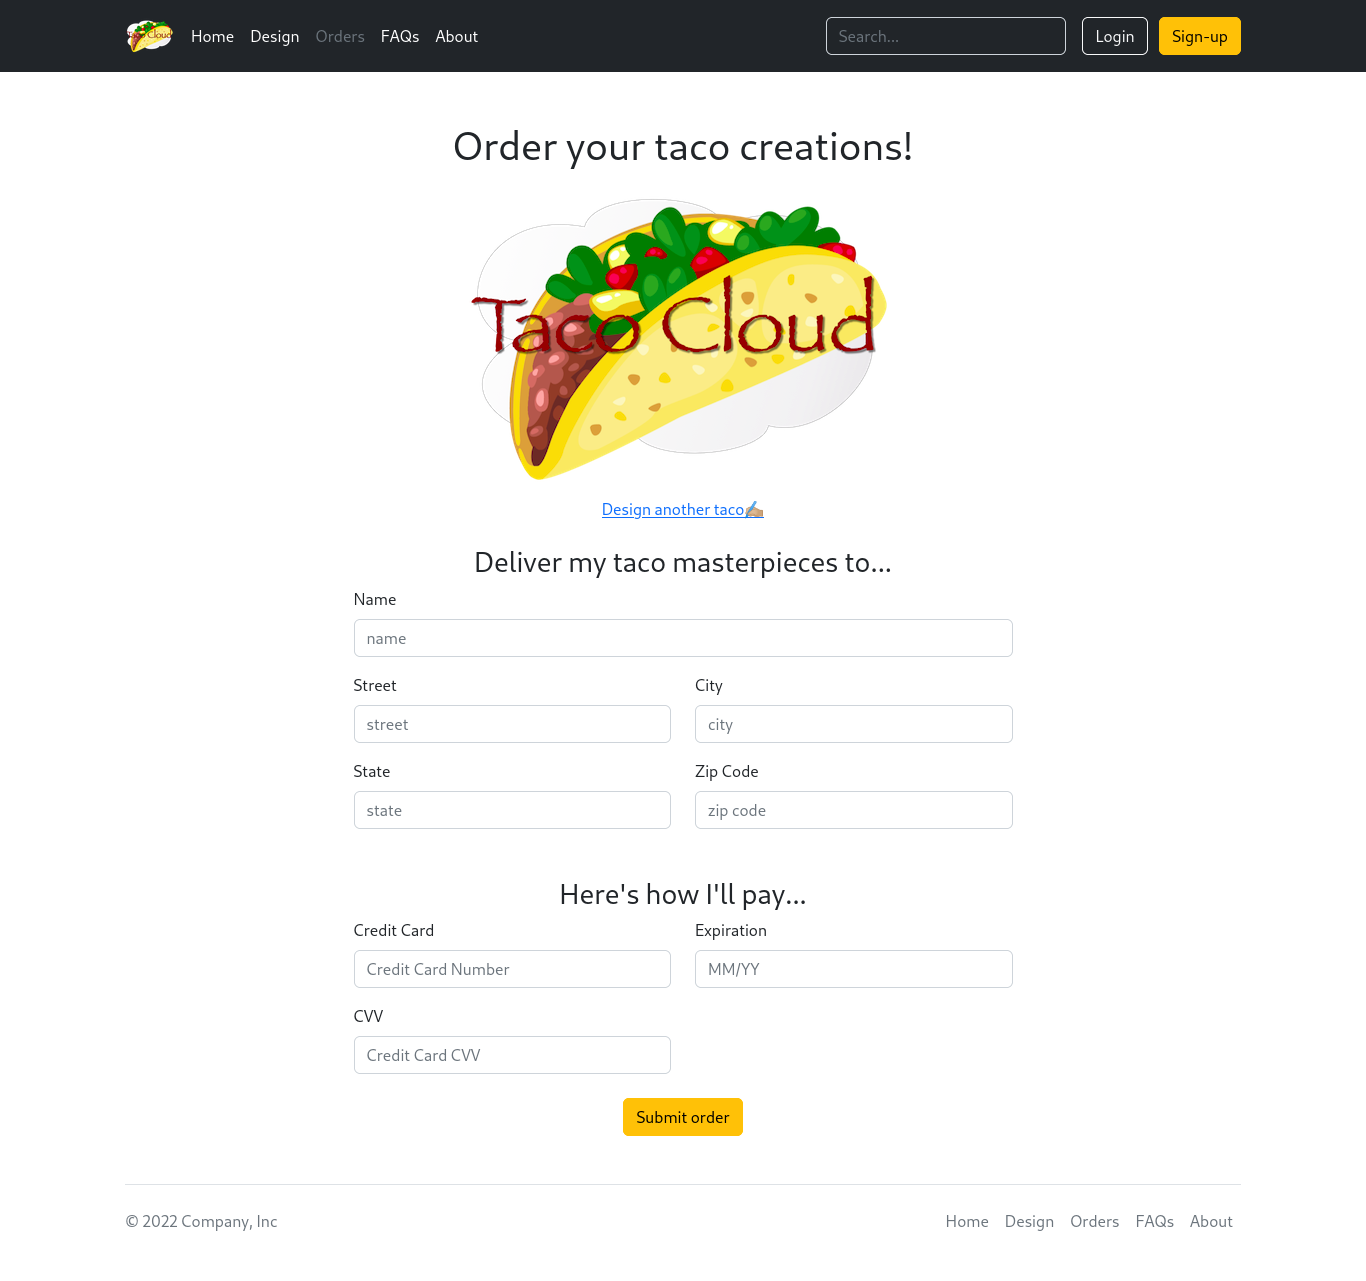 Taco Cloud Home Design Orders FAQs About Search... Login Sign-up
Order your taco creations!
Taco Cloud
Design another taco✍🏼
Deliver my taco masterpieces to...
Name
name
Street City
street city
State Zip Code
state zip code
Here's how I'll pay...
Credit Card Expiration
Credit Card Number MM/YY
CVV
Credit Card CVV
Submit order
© 2022 Company, Inc Home Design Orders FAQs About